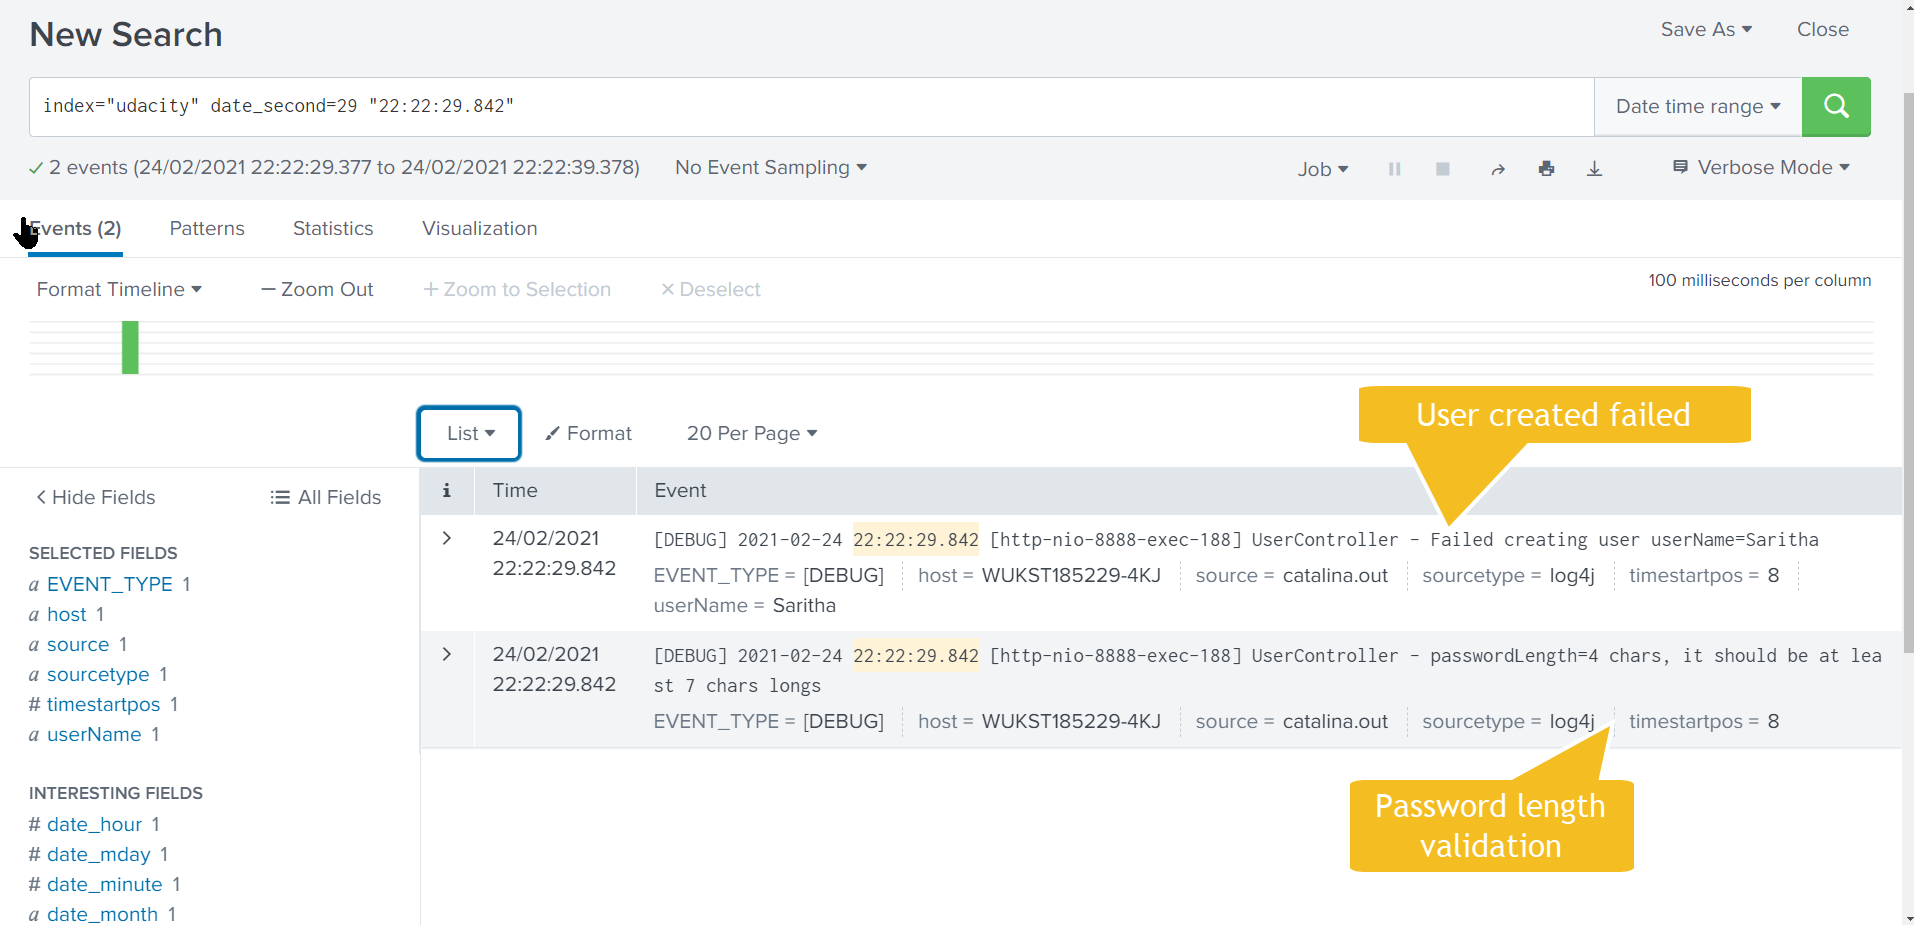 New Search
Save As
Close
index="udacity" date_second=29 "22:22:29.842"
Date time range
2 events (24/02/2021 22:22:29.377 to 24/02/2021 22:22:39.378)
No Event Sampling
Job
Verbose Mode
Events (2)
Patterns
Statistics
Visualization
Format Timeline
— Zoom Out
+ Zoom to Selection
× Deselect
100 milliseconds per column
User created failed
List
Format
20 Per Page
< Hide Fields
All Fields
i
Time
Event
SELECTED FIELDS
a EVENT_TYPE 1
a host 1
a source 1
a sourcetype 1
# timestartpos 1
a userName 1
INTERESTING FIELDS
# date_hour 1
# date_mday 1
# date_minute 1
a date_month 1
> 24/02/2021
22:22:29.842
[DEBUG] 2021-02-24 22:22:29.842 [http-nio-8888-exec-188] UserController - Failed creating user userName=Saritha
EVENT_TYPE = [DEBUG] host = WUKST185229-4KJ source = catalina.out sourcetype = log4j timestartpos = 8
userName = Saritha
> 24/02/2021
22:22:29.842
[DEBUG] 2021-02-24 22:22:29.842 [http-nio-8888-exec-188] UserController - passwordLength=4 chars, it should be at lea
st 7 chars longs
EVENT_TYPE = [DEBUG] host = WUKST185229-4KJ source = catalina.out sourcetype = log4j timestartpos = 8
Password length
validation